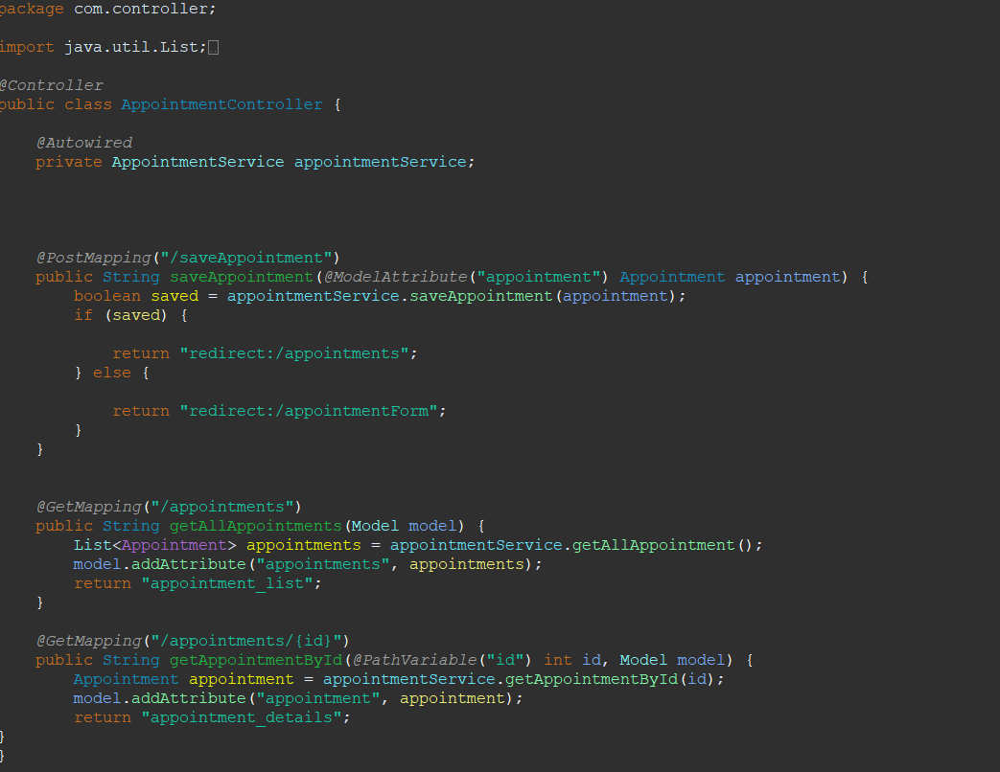 package com.controller;
import java.util.List;
@Controller
public class AppointmentController {
@Autowired
private AppointmentService appointmentService;
@PostMapping("/saveAppointment")
public String saveAppointment(@ModelAttribute("appointment") Appointment appointment) {
boolean saved = appointmentService.saveAppointment(appointment);
if (saved) {
return "redirect:/appointments";
} else {
return "redirect:/appointmentForm";
}
}
@GetMapping("/appointments")
public String getAllAppointments(Model model) {
List<Appointment> appointments = appointmentService.getAllAppointment();
model.addAttribute("appointments", appointments);
return "appointment_list";
}
@GetMapping("/appointments/{id}")
public String getAppointmentById(@PathVariable("id") int id, Model model) {
Appointment appointment = appointmentService.getAppointmentById(id);
model.addAttribute("appointment", appointment);
return "appointment_details";
}
}